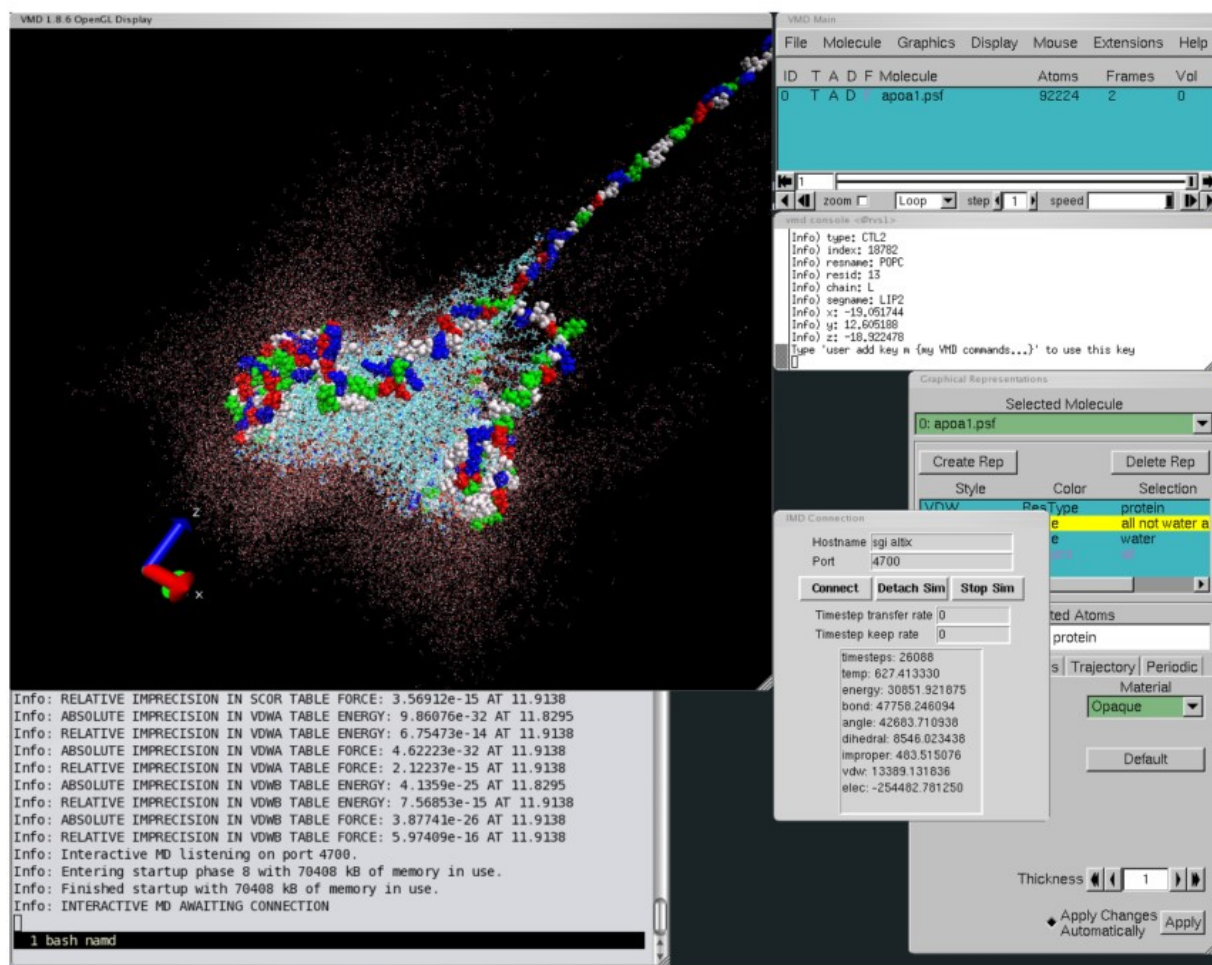 VMD 1.8.6 OpenGL Display
z
x
VMD Main
File Molecule Graphics Display Mouse Extensions Help
ID T A D F Molecule Atoms Frames Vol
0 T A D F apoa1.psf 92224 2 0
1
zoom Loop step 1 speed
vmd console <@rvs1>
Info) type: CTL2
Info) index: 18782
Info) resname: POPC
Info) resid: 13
Info) chain: L
Info) segname: LIP2
Info) x: -19.051744
Info) y: 12.605188
Info) z: -18.922478
Type 'user add key m {my VMD commands...}' to use this key
Graphical Representations
Selected Molecule
0: apoa1.psf
Create Rep Delete Rep
Style Color Selection
VDW ResType protein
e all not water a
e water
IMD Connection
Hostname sgi altix
Port 4700
Connect Detach Sim Stop Sim
Timestep transfer rate 0
Timestep keep rate 0
timesteps: 26088
temp: 627.413330
energy: 30851.921875
bond: 47758.246094
angle: 42683.710938
dihedral: 8546.023438
improper: 483.515076
vdw: 13389.131836
elec: -254482.781250
ted Atoms
protein
s Trajectory Periodic
Material
Opaque
Default
Thickness 1
Apply Changes
Automatically
Apply
Info: RELATIVE IMPRECISION IN SCOR TABLE FORCE: 3.56912e-15 AT 11.9138
Info: ABSOLUTE IMPRECISION IN VDWA TABLE ENERGY: 9.86076e-32 AT 11.8295
Info: RELATIVE IMPRECISION IN VDWA TABLE ENERGY: 6.75473e-14 AT 11.9138
Info: ABSOLUTE IMPRECISION IN VDWA TABLE FORCE: 4.62223e-32 AT 11.9138
Info: RELATIVE IMPRECISION IN VDWA TABLE FORCE: 2.12237e-15 AT 11.9138
Info: ABSOLUTE IMPRECISION IN VDWB TABLE ENERGY: 4.1359e-25 AT 11.8295
Info: RELATIVE IMPRECISION IN VDWB TABLE ENERGY: 7.56853e-15 AT 11.9138
Info: ABSOLUTE IMPRECISION IN VDWB TABLE FORCE: 3.87741e-26 AT 11.9138
Info: RELATIVE IMPRECISION IN VDWB TABLE FORCE: 5.97409e-16 AT 11.9138
Info: Interactive MD listening on port 4700.
Info: Entering startup phase 8 with 70408 kB of memory in use.
Info: Finished startup with 70408 kB of memory in use.
Info: INTERACTIVE MD AWAITING CONNECTION
1 bash namd